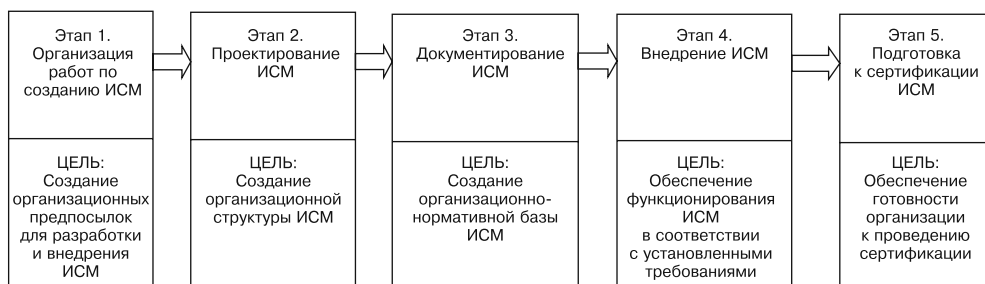 Этап 1.
Организация
работ по
созданию ИСМ
Этап 2.
Проектирование
ИСМ
Этап 3.
Документирование
ИСМ
Этап 4.
Внедрение ИСМ
Этап 5.
Подготовка
к сертификации
ИСМ
ЦЕЛЬ:
Создание
организационных
предпосылок
для разработки
и внедрения
ИСМ
ЦЕЛЬ:
Создание
организационной
структуры ИСМ
ЦЕЛЬ:
Создание
организационно-
нормативной базы
ИСМ
ЦЕЛЬ:
Обеспечение
функционирования
ИСМ
в соответствии
с установленными
требованиями
ЦЕЛЬ:
Обеспечение
готовности
организации
к проведению
сертификации